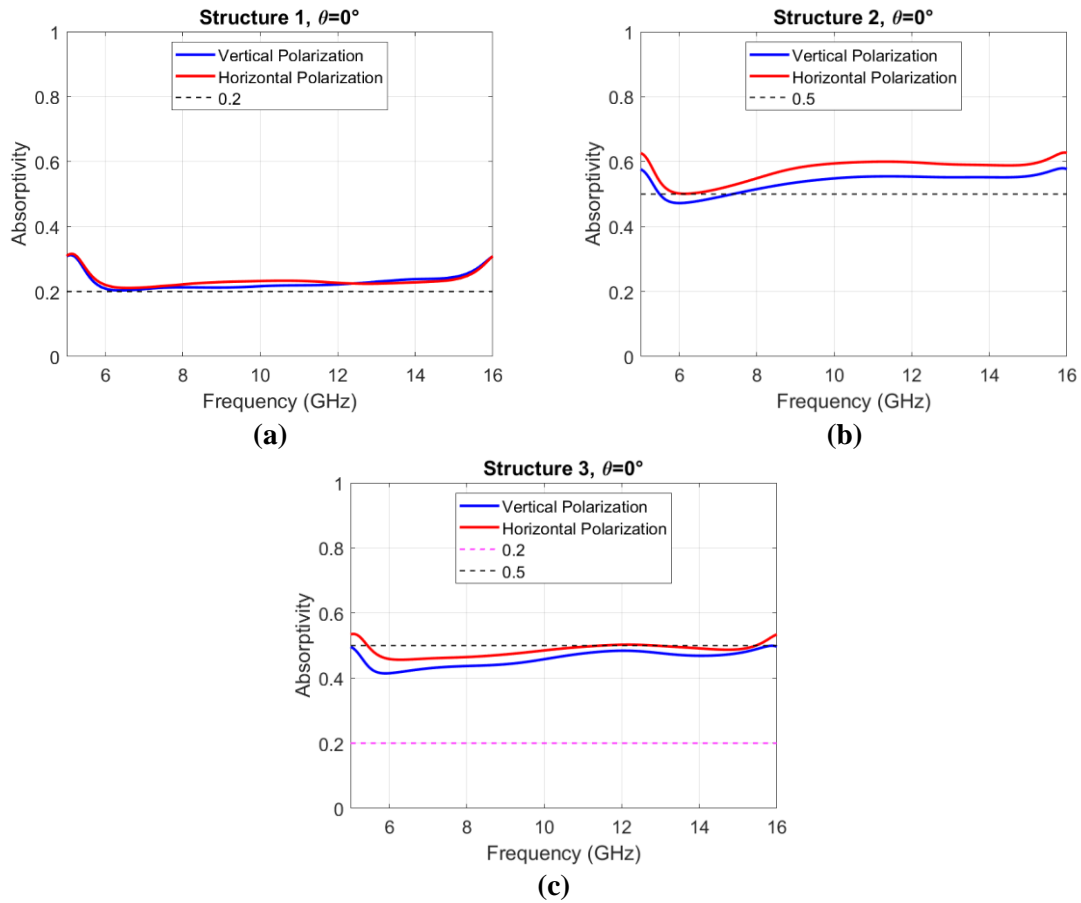 Structure 1, θ=0°
1
0.8
0.6
0.4
0.2
0
Absorptivity
Vertical Polarization
Horizontal Polarization
0.2
6
8
10
12
14
16
Frequency (GHz)
(a)
Structure 2, θ=0°
1
0.8
0.6
0.4
0.2
0
Absorptivity
Vertical Polarization
Horizontal Polarization
0.5
6
8
10
12
14
16
Frequency (GHz)
(b)
Structure 3, θ=0°
1
0.8
0.6
0.4
0.2
0
Absorptivity
Vertical Polarization
Horizontal Polarization
0.2
0.5
6
8
10
12
14
16
Frequency (GHz)
(c)